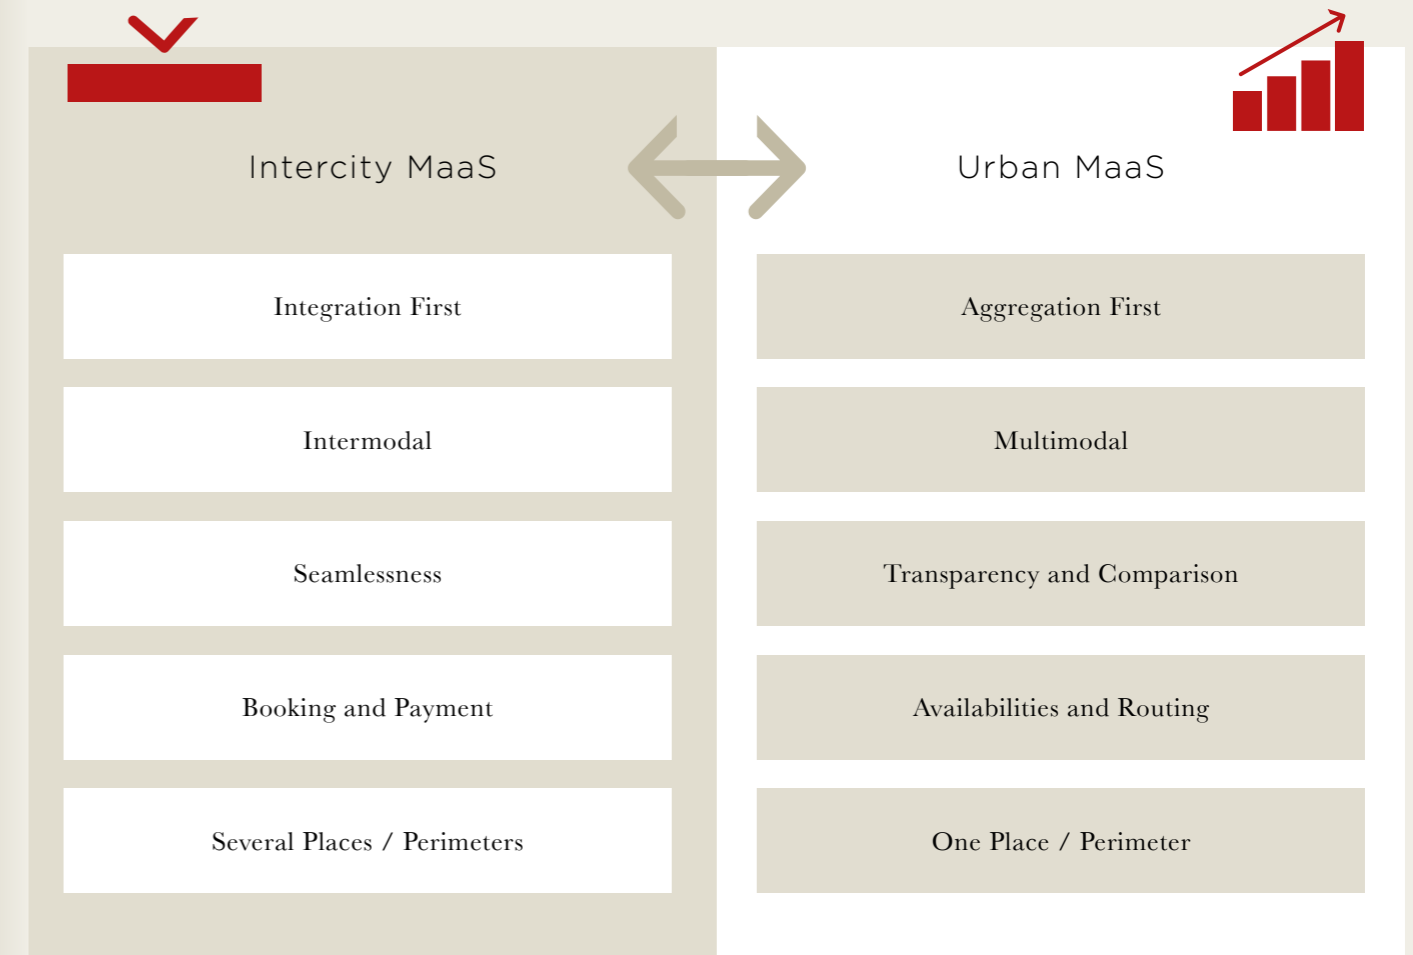 Intercity MaaS
Urban MaaS
Integration First
Aggregation First
Intermodal
Multimodal
Seamlessness
Transparency and Comparison
Booking and Payment
Availabilities and Routing
Several Places / Perimeters
One Place / Perimeter